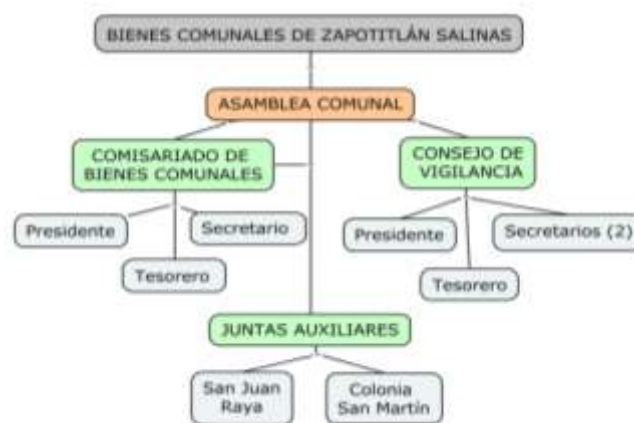 BIENES COMUNALES DE ZAPOTITLÁN SALINAS
ASAMBLEA COMUNAL
COMISARIADO DE
BIENES COMUNALES
CONSEJO DE
VIGILANCIA
Presidente
Secretario
Tesorero
Presidente
Secretarios (2)
Tesorero
JUNTAS AUXILIARES
San Juan
Raya
Colonia
San Martín